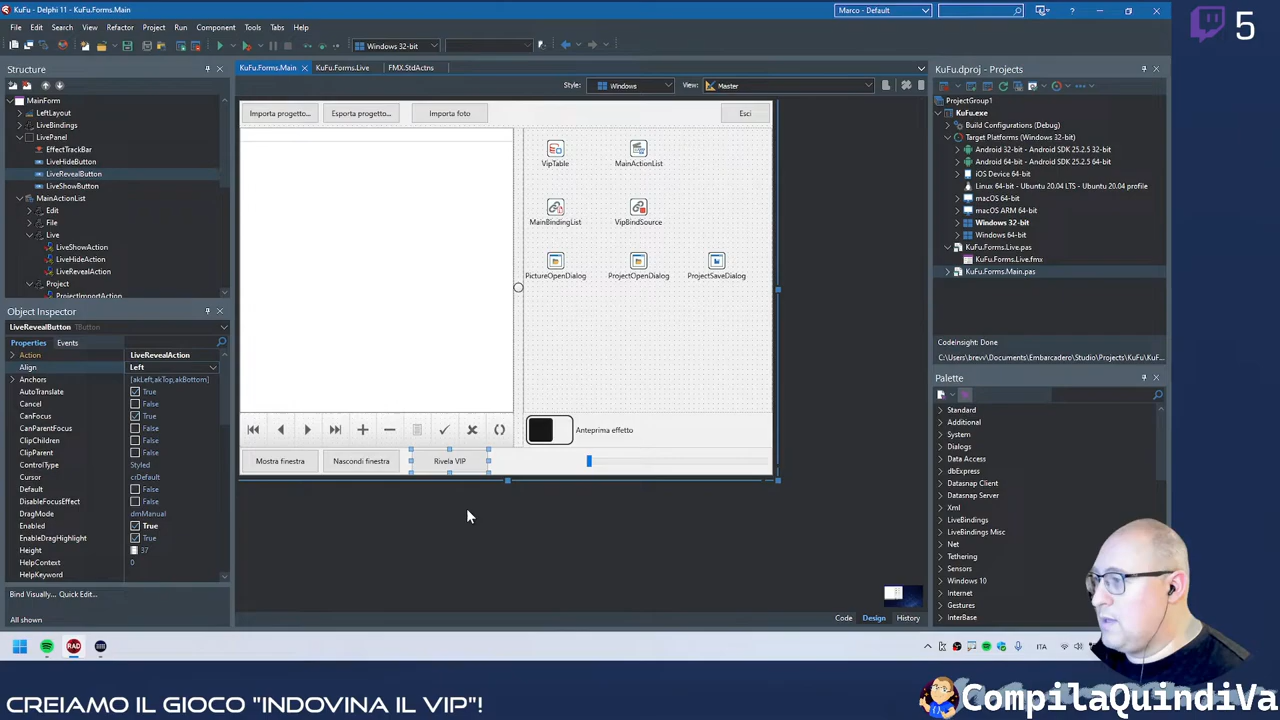 KuFu - Delphi 11 - KuFu.Forms.Main
Marco - Default
5
File Edit Search View Refactor Project Run Component Tools Tabs Help
Windows 32-bit
Structure
MainForm
LeftLayout
LiveBindings
LivePanel
EffectTrackBar
LiveHideButton
LiveRevealButton
LiveShowButton
MainActionList
Edit
File
Live
LiveShowAction
LiveHideAction
LiveRevealAction
Project
ProjectImportAction
Object Inspector
LiveRevealButton TButton
Properties Events
Action LiveRevealAction
Align Left
Anchors [akLeft,akTop,akBottom]
AutoTranslate True
Cancel False
CanFocus True
CanParentFocus False
ClipChildren False
ClipParent False
ControlType Styled
Cursor crDefault
Default False
DisableFocusEffect False
DragMode dmManual
Enabled True
EnableDragHighlight True
Height 37
HelpContext 0
HelpKeyword
Bind Visually... Quick Edit...
All shown
KuFu.Forms.Main KuFu.Forms.Live FMX.StdActns
Style: Windows View: Master
Importa progetto... Esporta progetto... Importa foto Esci
VipTable MainActionList
MainBindingList VipBindSource
PictureOpenDialog ProjectOpenDialog ProjectSaveDialog
Anteprima effetto
Mostra finestra Nascondi finestra Rivela VIP
Code Design History
KuFu.dproj - Projects
ProjectGroup1
KuFu.exe
Build Configurations (Debug)
Target Platforms (Windows 32-bit)
Android 32-bit - Android SDK 25.2.5 32-bit
Android 64-bit - Android SDK 25.2.5 64-bit
iOS Device 64-bit
Linux 64-bit - Ubuntu 20.04 LTS - Ubuntu 20.04 profile
macOS 64-bit
macOS ARM 64-bit
Windows 32-bit
Windows 64-bit
KuFu.Forms.Live.pas
KuFu.Forms.Live.fmx
KuFu.Forms.Main.pas
CodeInsight: Done
C:\Users\brevv\Documents\Embarcadero\Studio\Projects\KuFu\KuF...
Palette
Standard
Additional
System
Dialogs
Data Access
dbExpress
Datasnap Client
Datasnap Server
Xml
LiveBindings
LiveBindings Misc
Net
Tethering
Sensors
Windows 10
Internet
Gestures
InterBase
RAD
ITA
CREIAMO IL GIOCO "INDOVINA IL VIP"!
CompilaQuindiVa